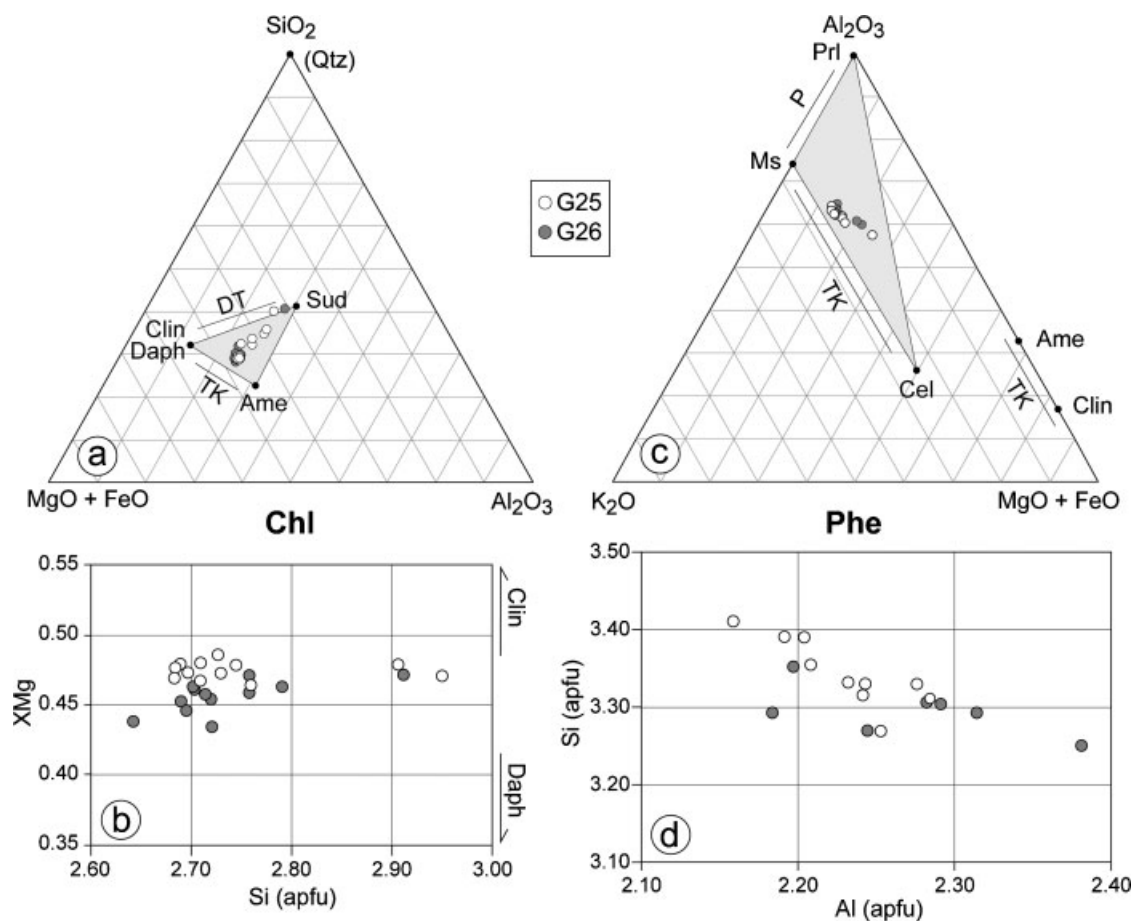 SiO2
(Qtz)
DT
Sud
Clin
Daph
TK
Ame
a
MgO + FeO
Al2O3
Chl
G25
G26
Al2O3
Prl
P
Ms
TK
Cel
Ame
TK
Clin
c
K2O
MgO + FeO
Phe
0.55
0.50
0.45
0.40
0.35
XMg
Clin
Daph
b
2.60
2.70
2.80
2.90
3.00
Si (apfu)
3.50
3.40
3.30
3.20
3.10
Si (apfu)
d
2.10
2.20
2.30
2.40
Al (apfu)